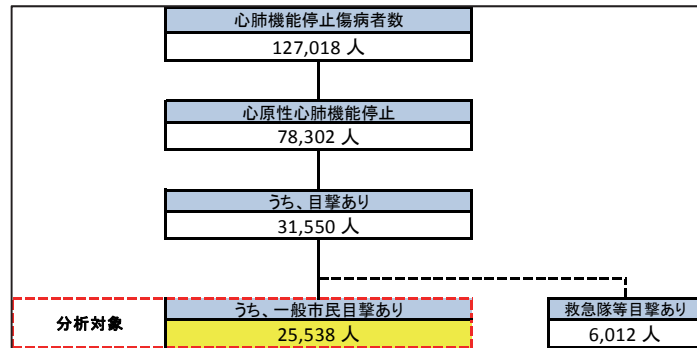 心肺機能停止傷病者数
127,018 人
心原性心肺機能停止
78,302 人
うち、目撃あり
31,550 人
分析対象
うち、一般市民目撃あり
25,538 人
救急隊等目撃あり
6,012 人